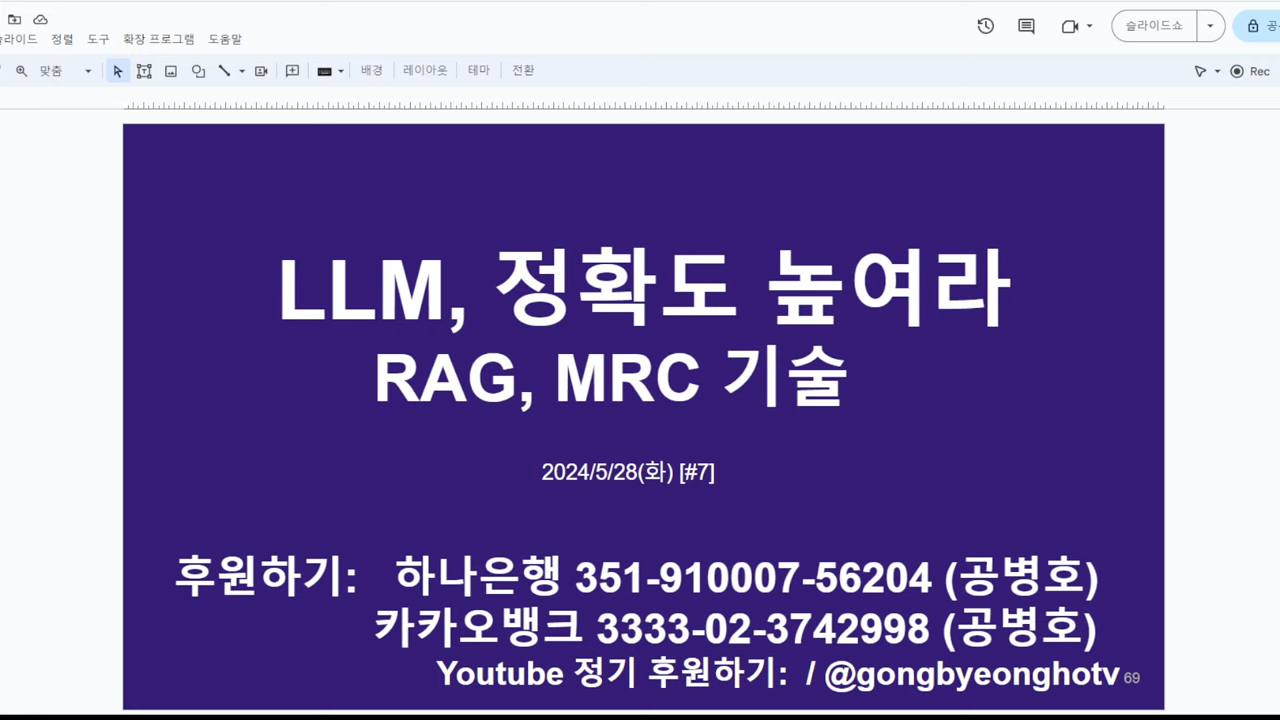 슬라이드 정렬 도구 확장 프로그램 도움말
슬라이드쇼
맞춤 배경 레이아웃 테마 전환 Rec
LLM, 정확도 높여라
RAG, MRC 기술
2024/5/28(화) [#7]
후원하기: 하나은행 351-910007-56204 (공병호)
카카오뱅크 3333-02-3742998 (공병호)
Youtube 정기 후원하기: / @gongbyeonghotv 69